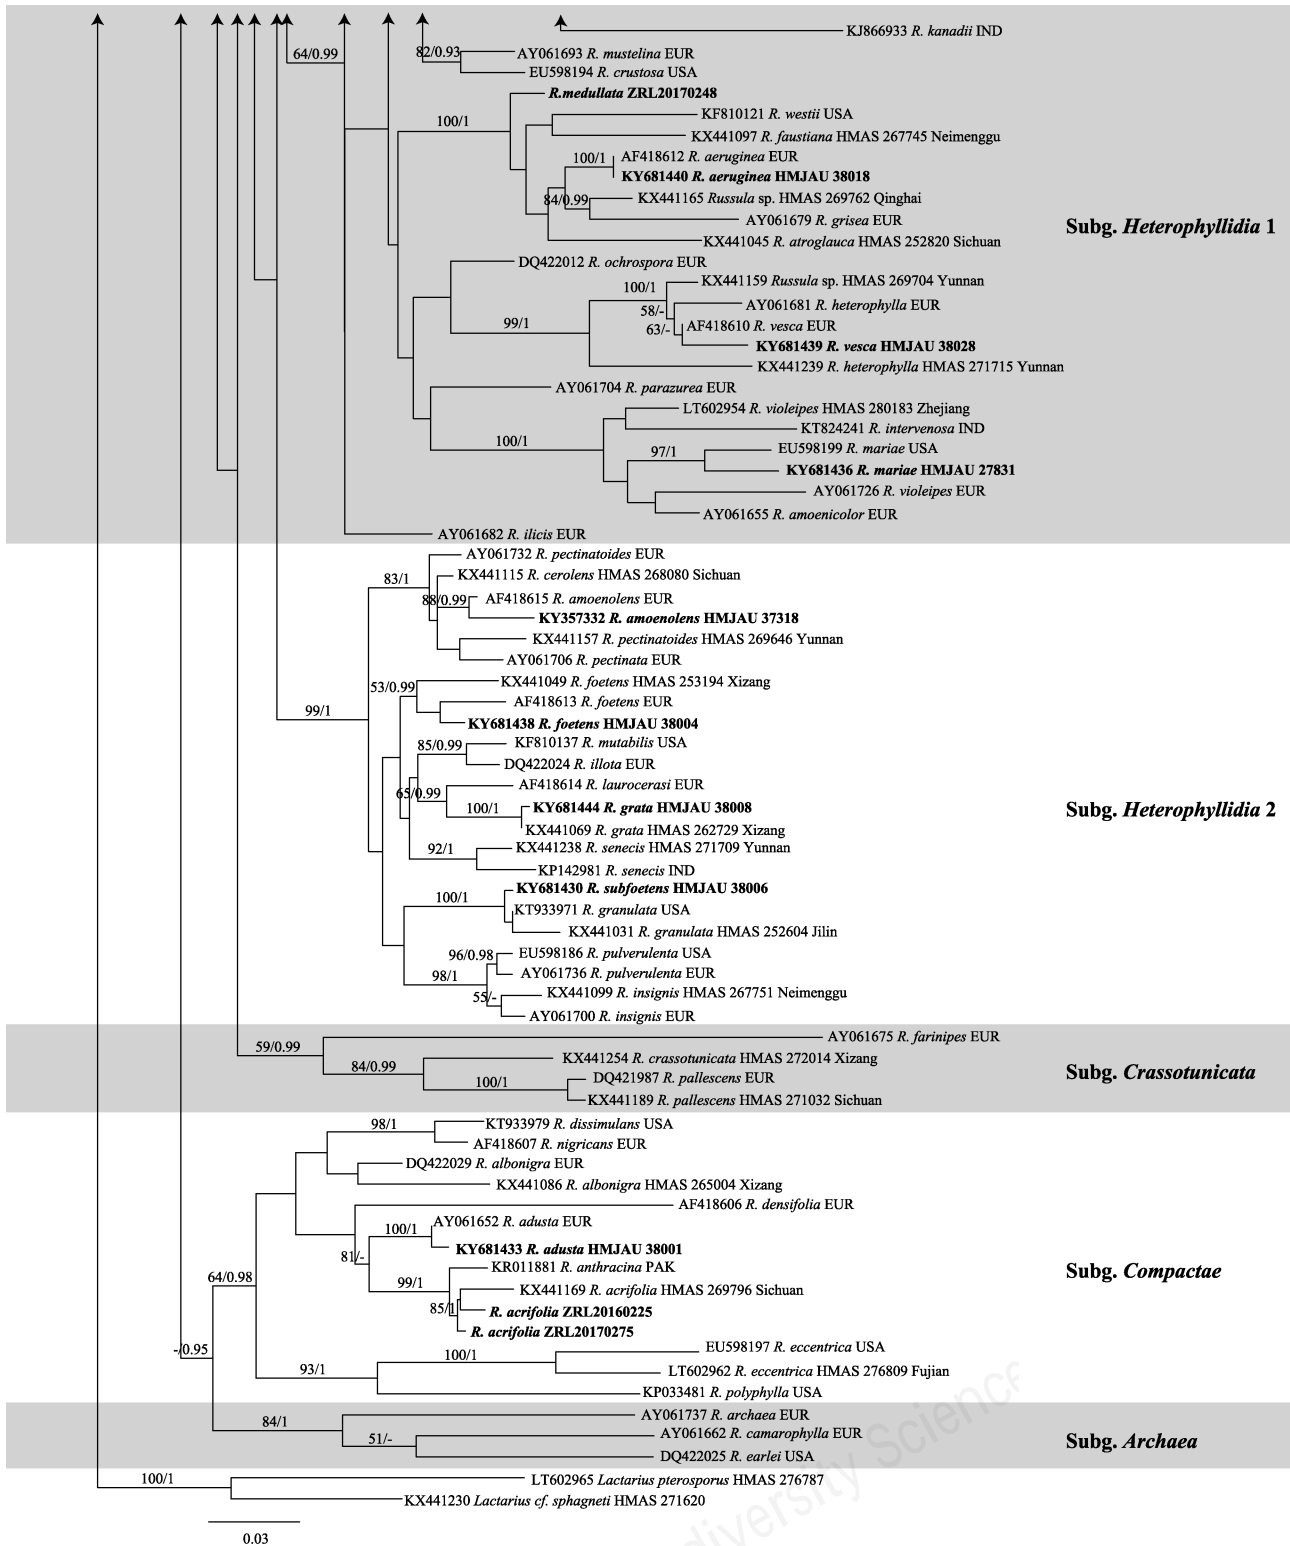 KJ866933 R. kanadii IND
64/0.99
82/0.93
AY061693 R. mustelina EUR
EU598194 R. crustosa USA
R.medullata ZRL20170248
KF810121 R. westii USA
100/1
KX441097 R. faustiana HMAS 267745 Neimenggu
100/1
AF418612 R. aeruginea EUR
KY681440 R. aeruginea HMJAU 38018
84/0.99
KX441165 Russula sp. HMAS 269762 Qinghai
AY061679 R. grisea EUR
Subg. Heterophyllidia 1
KX441045 R. atroglauca HMAS 252820 Sichuan
DQ422012 R. ochrospora EUR
KX441159 Russula sp. HMAS 269704 Yunnan
100/1
AY061681 R. heterophylla EUR
58/-
99/1
63/-
AF418610 R. vesca EUR
KY681439 R. vesca HMJAU 38028
KX441239 R. heterophylla HMAS 271715 Yunnan
AY061704 R. parazurea EUR
LT602954 R. violeipes HMAS 280183 Zhejiang
KT824241 R. intervenosa IND
100/1
EU598199 R. mariae USA
97/1
KY681436 R. mariae HMJAU 27831
AY061726 R. violeipes EUR
AY061655 R. amoenicolor EUR
AY061682 R. ilicis EUR
AY061732 R. pectinatoides EUR
83/1
KX441115 R. cerolens HMAS 268080 Sichuan
88/0.99
AF418615 R. amoenolens EUR
KY357332 R. amoenolens HMJAU 37318
KX441157 R. pectinatoides HMAS 269646 Yunnan
AY061706 R. pectinata EUR
KX441049 R. foetens HMAS 253194 Xizang
53/0.99
AF418613 R. foetens EUR
99/1
KY681438 R. foetens HMJAU 38004
85/0.99
KF810137 R. mutabilis USA
DQ422024 R. illota EUR
AF418614 R. laurocerasi EUR
65/0.99
100/1
KY681444 R. grata HMJAU 38008
Subg. Heterophyllidia 2
KX441069 R. grata HMAS 262729 Xizang
92/1
KX441238 R. senecis HMAS 271709 Yunnan
KP142981 R. senecis IND
KY681430 R. subfoetens HMJAU 38006
100/1
KT933971 R. granulata USA
KX441031 R. granulata HMAS 252604 Jilin
96/0.98
EU598186 R. pulverulenta USA
98/1
AY061736 R. pulverulenta EUR
55/-
KX441099 R. insignis HMAS 267751 Neimenggu
AY061700 R. insignis EUR
AY061675 R. farinipes EUR
59/0.99
KX441254 R. crassotunicata HMAS 272014 Xizang
84/0.99
100/1
DQ421987 R. pallescens EUR
Subg. Crassotunicata
KX441189 R. pallescens HMAS 271032 Sichuan
98/1
KT933979 R. dissimulans USA
AF418607 R. nigricans EUR
DQ422029 R. albonigra EUR
KX441086 R. albonigra HMAS 265004 Xizang
AF418606 R. densifolia EUR
AY061652 R. adusta EUR
100/1
81/-
KY681433 R. adusta HMJAU 38001
KR011881 R. anthracina PAK
Subg. Compactae
64/0.98
99/1
KX441169 R. acrifolia HMAS 269796 Sichuan
85/1
R. acrifolia ZRL20160225
R. acrifolia ZRL20170275
-/0.95
EU598197 R. eccentrica USA
100/1
93/1
LT602962 R. eccentrica HMAS 276809 Fujian
KP033481 R. polyphylla USA
AY061737 R. archaea EUR
84/1
AY061662 R. camarophylla EUR
51/-
Subg. Archaea
DQ422025 R. earlei USA
100/1
LT602965 Lactarius pterosporus HMAS 276787
KX441230 Lactarius cf. sphagneti HMAS 271620
0.03
diversity Science